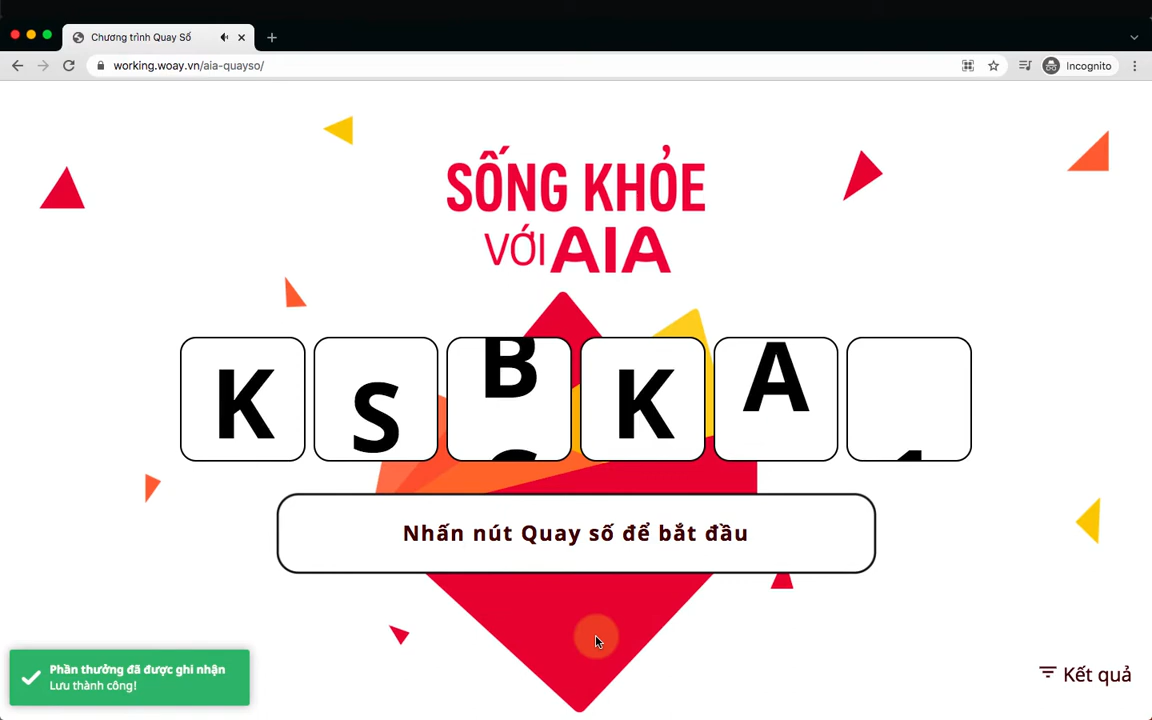 Chương trình Quay Số
working.woay.vn/aia-quayso/
Incognito
SỐNG KHỎE
VỚI AIA
K S B K A
Nhấn nút Quay số để bắt đầu
Phần thưởng đã được ghi nhận
Lưu thành công!
Kết quả